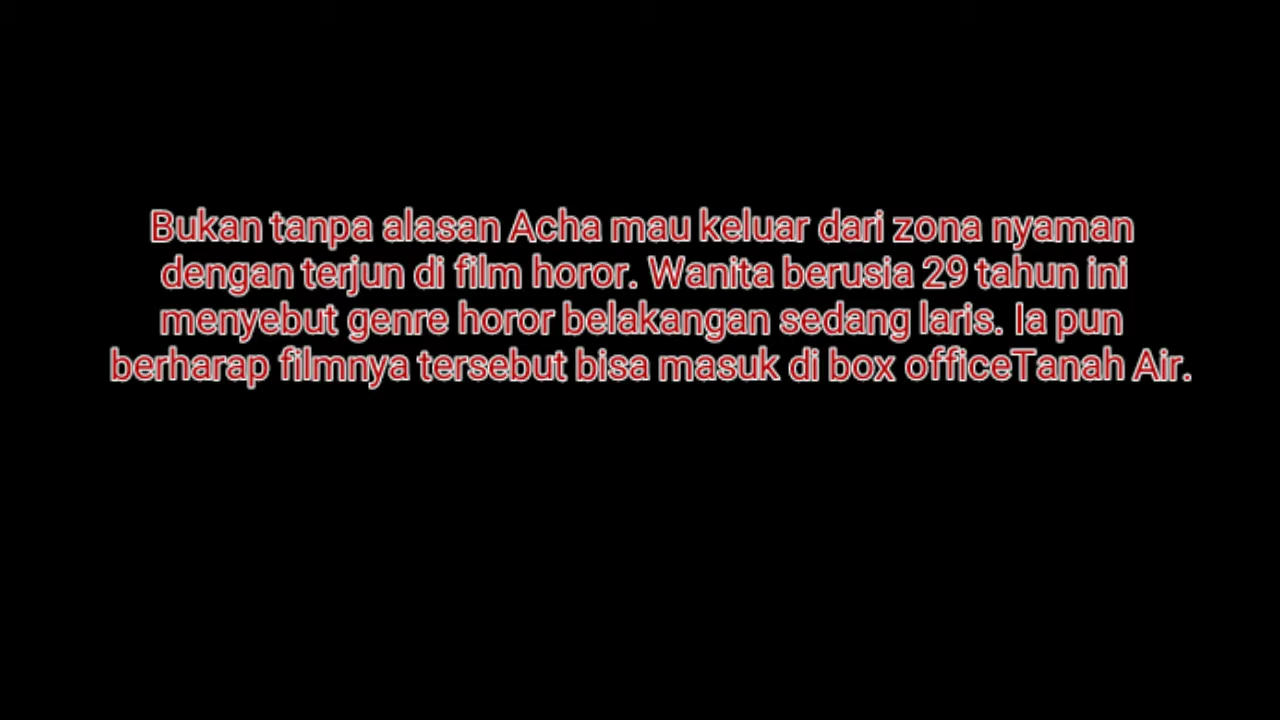 Bukan tanpa alasan Acha mau keluar dari zona nyaman
dengan terjun di film horor. Wanita berusia 29 tahun ini
menyebut genre horor belakangan sedang laris. Ia pun
berharap filmnya tersebut bisa masuk di box officeTanah Air.